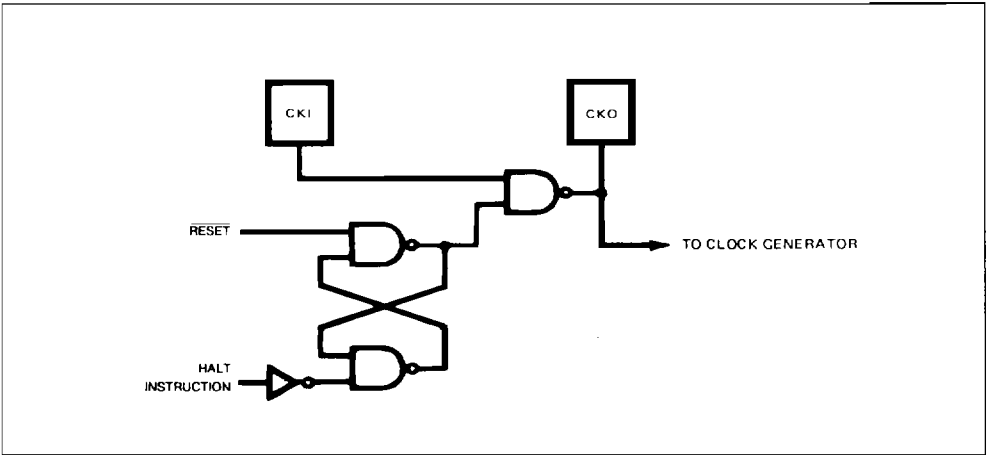 CKI
CKO
RESET
TO CLOCK GENERATOR
HALT
INSTRUCTION